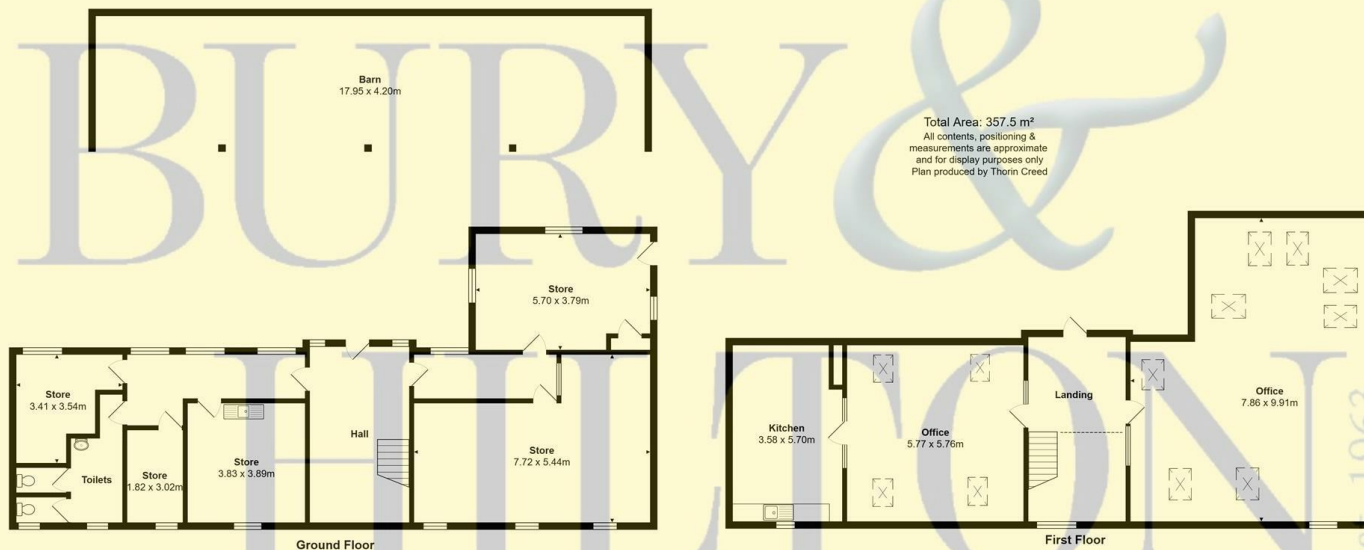 BURY &
HILTON
1962
Barn
17.95 x 4.20m
Total Area: 357.5 m²
All contents, positioning &
measurements are approximate
and for display purposes only
Plan produced by Thorin Creed
Store
5.70 x 3.79m
Store
3.41 x 3.54m
Toilets
Store
1.82 x 3.02m
Store
3.83 x 3.89m
Hall
Store
7.72 x 5.44m
Ground Floor
Kitchen
3.58 x 5.70m
Office
5.77 x 5.76m
Landing
Office
7.86 x 9.91m
First Floor